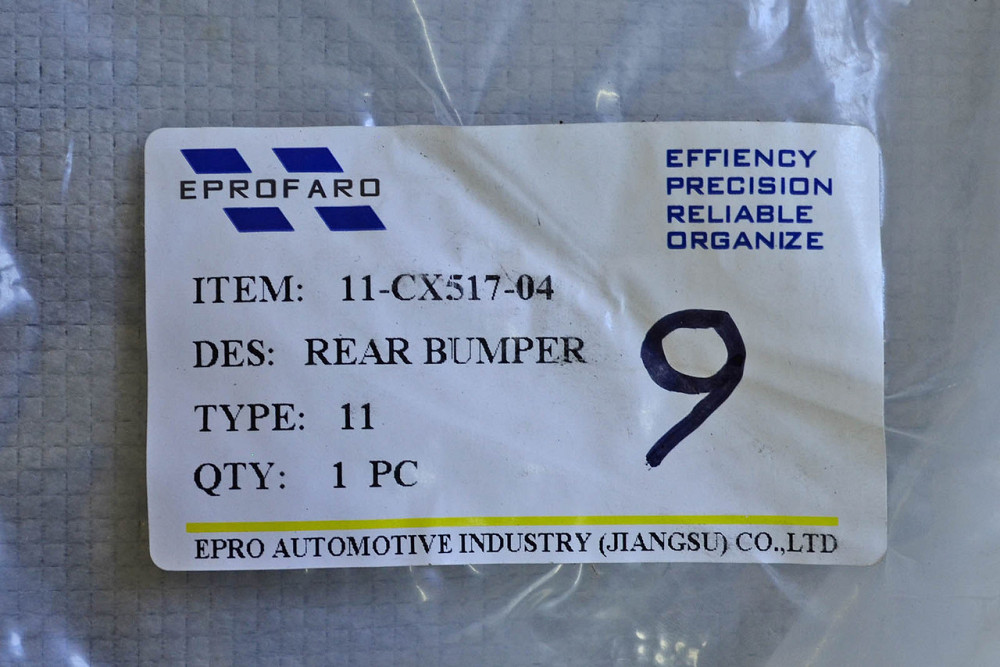 EPROFARO
EFFIENCY
PRECISION
RELIABLE
ORGANIZE
ITEM: 11-CX517-04
DES: REAR BUMPER
TYPE: 11
QTY: 1 PC
9
EPRO AUTOMOTIVE INDUSTRY (JIANGSU) CO.,LTD